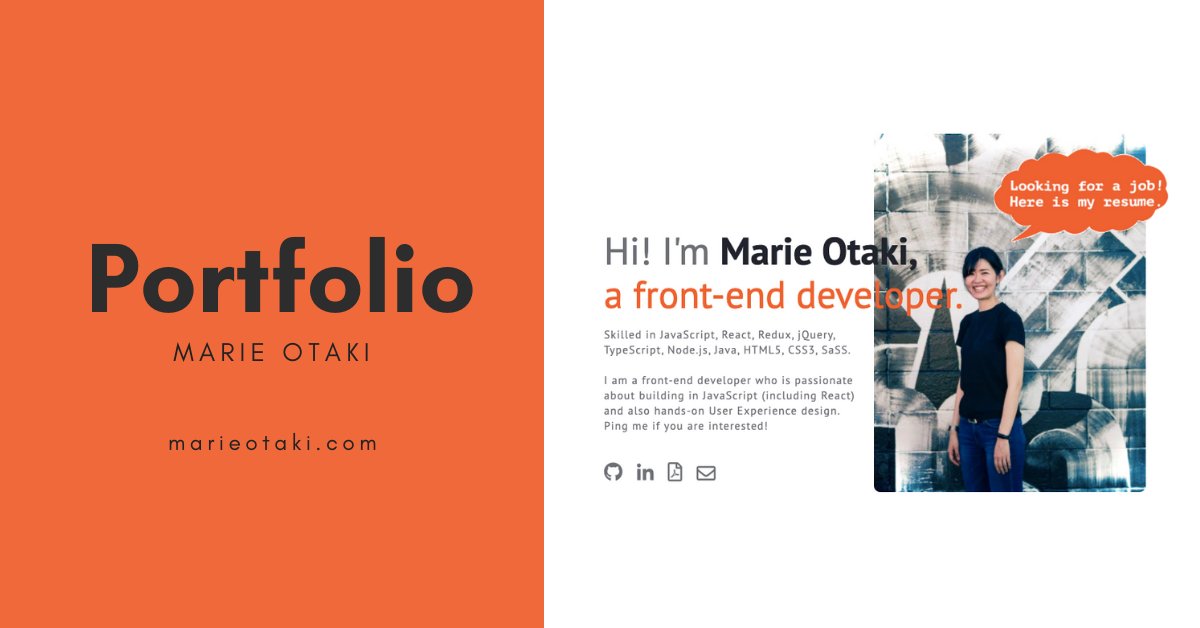 Portfolio
MARIE OTAKI
marieotaki.com
Looking for a job!
Here is my resume.
Hi! I'm Marie Otaki,
a front-end developer.
Skilled in JavaScript, React, Redux, jQuery,
TypeScript, Node.js, Java, HTML5, CSS3, SaSS.
I am a front-end developer who is passionate
about building in JavaScript (including React)
and also hands-on User Experience design.
Ping me if you are interested!
in